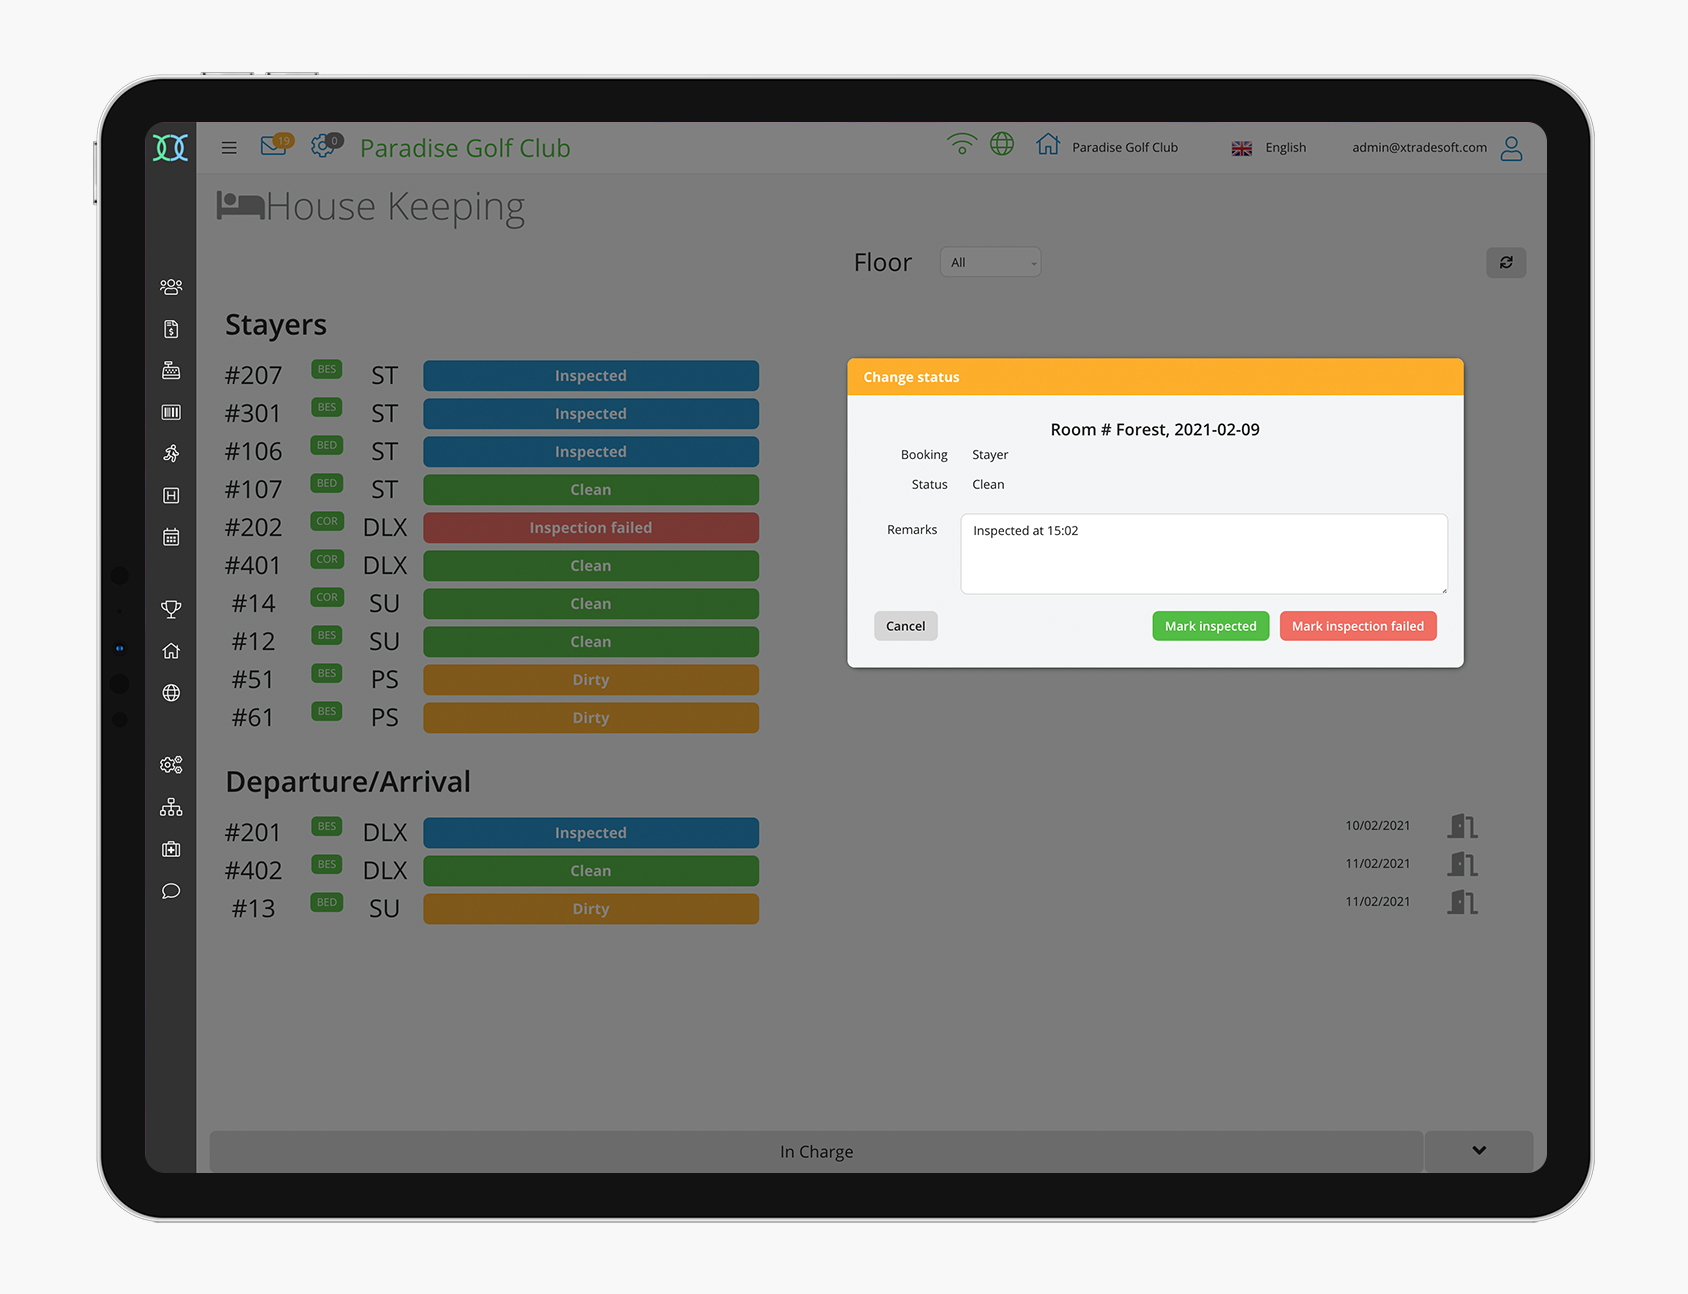 19 0 Paradise Golf Club Paradise Golf Club English admin@xtradesoft.com
House Keeping
Floor All
Stayers
#207 BES ST Inspected
#301 BES ST Inspected
#106 BED ST Inspected
#107 BED ST Clean
#202 COR DLX Inspection failed
#401 COR DLX Clean
#14 COR SU Clean
#12 BES SU Clean
#51 BES PS Dirty
#61 BES PS Dirty
Change status
Room # Forest, 2021-02-09
Booking Stayer
Status Clean
Remarks Inspected at 15:02
Cancel Mark inspected Mark inspection failed
Departure/Arrival
#201 BES DLX Inspected 10/02/2021
#402 BES DLX Clean 11/02/2021
#13 BED SU Dirty 11/02/2021
In Charge